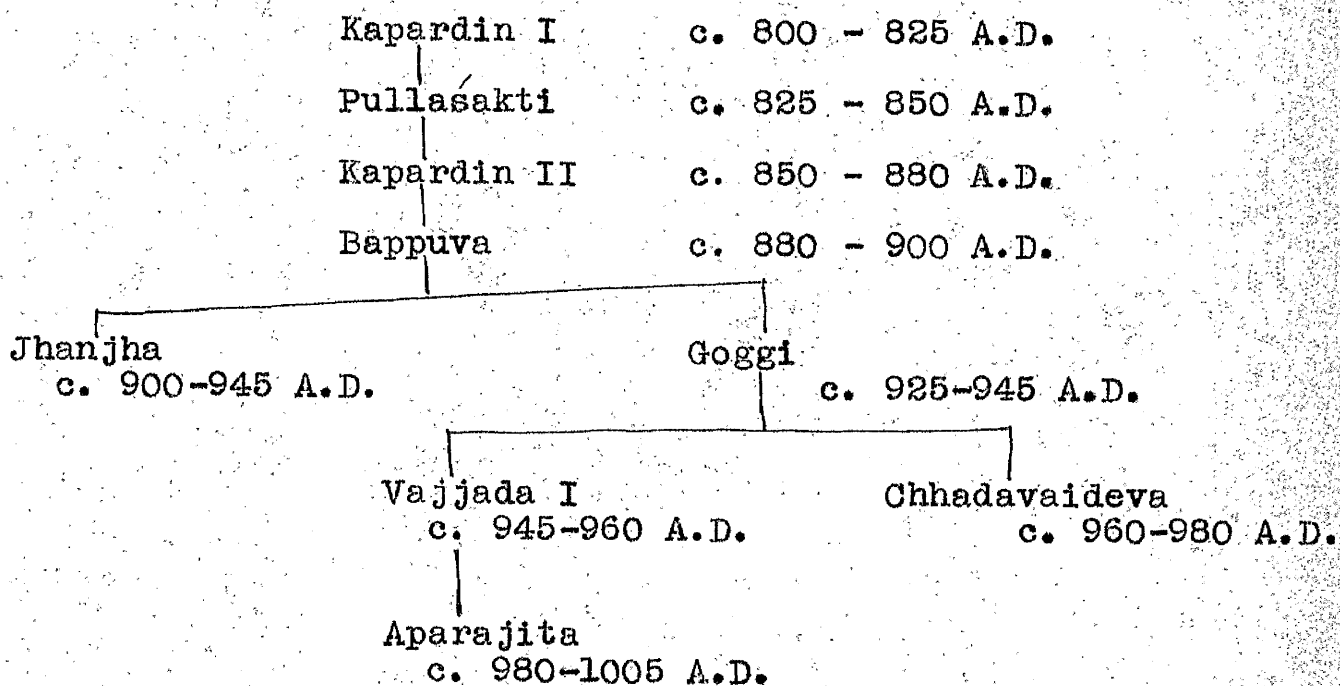 Kapardin I c. 800 - 825 A.D.
Pullaśakti c. 825 - 850 A.D.
Kapardin II c. 850 - 880 A.D.
Bappuva c. 880 - 900 A.D.
Jhanjha Goggi
c. 900-945 A.D. c. 925-945 A.D.
Vajjada I Chhadavaideva
c. 945-960 A.D. c. 960-980 A.D.
Aparajita
c. 980-1005 A.D.